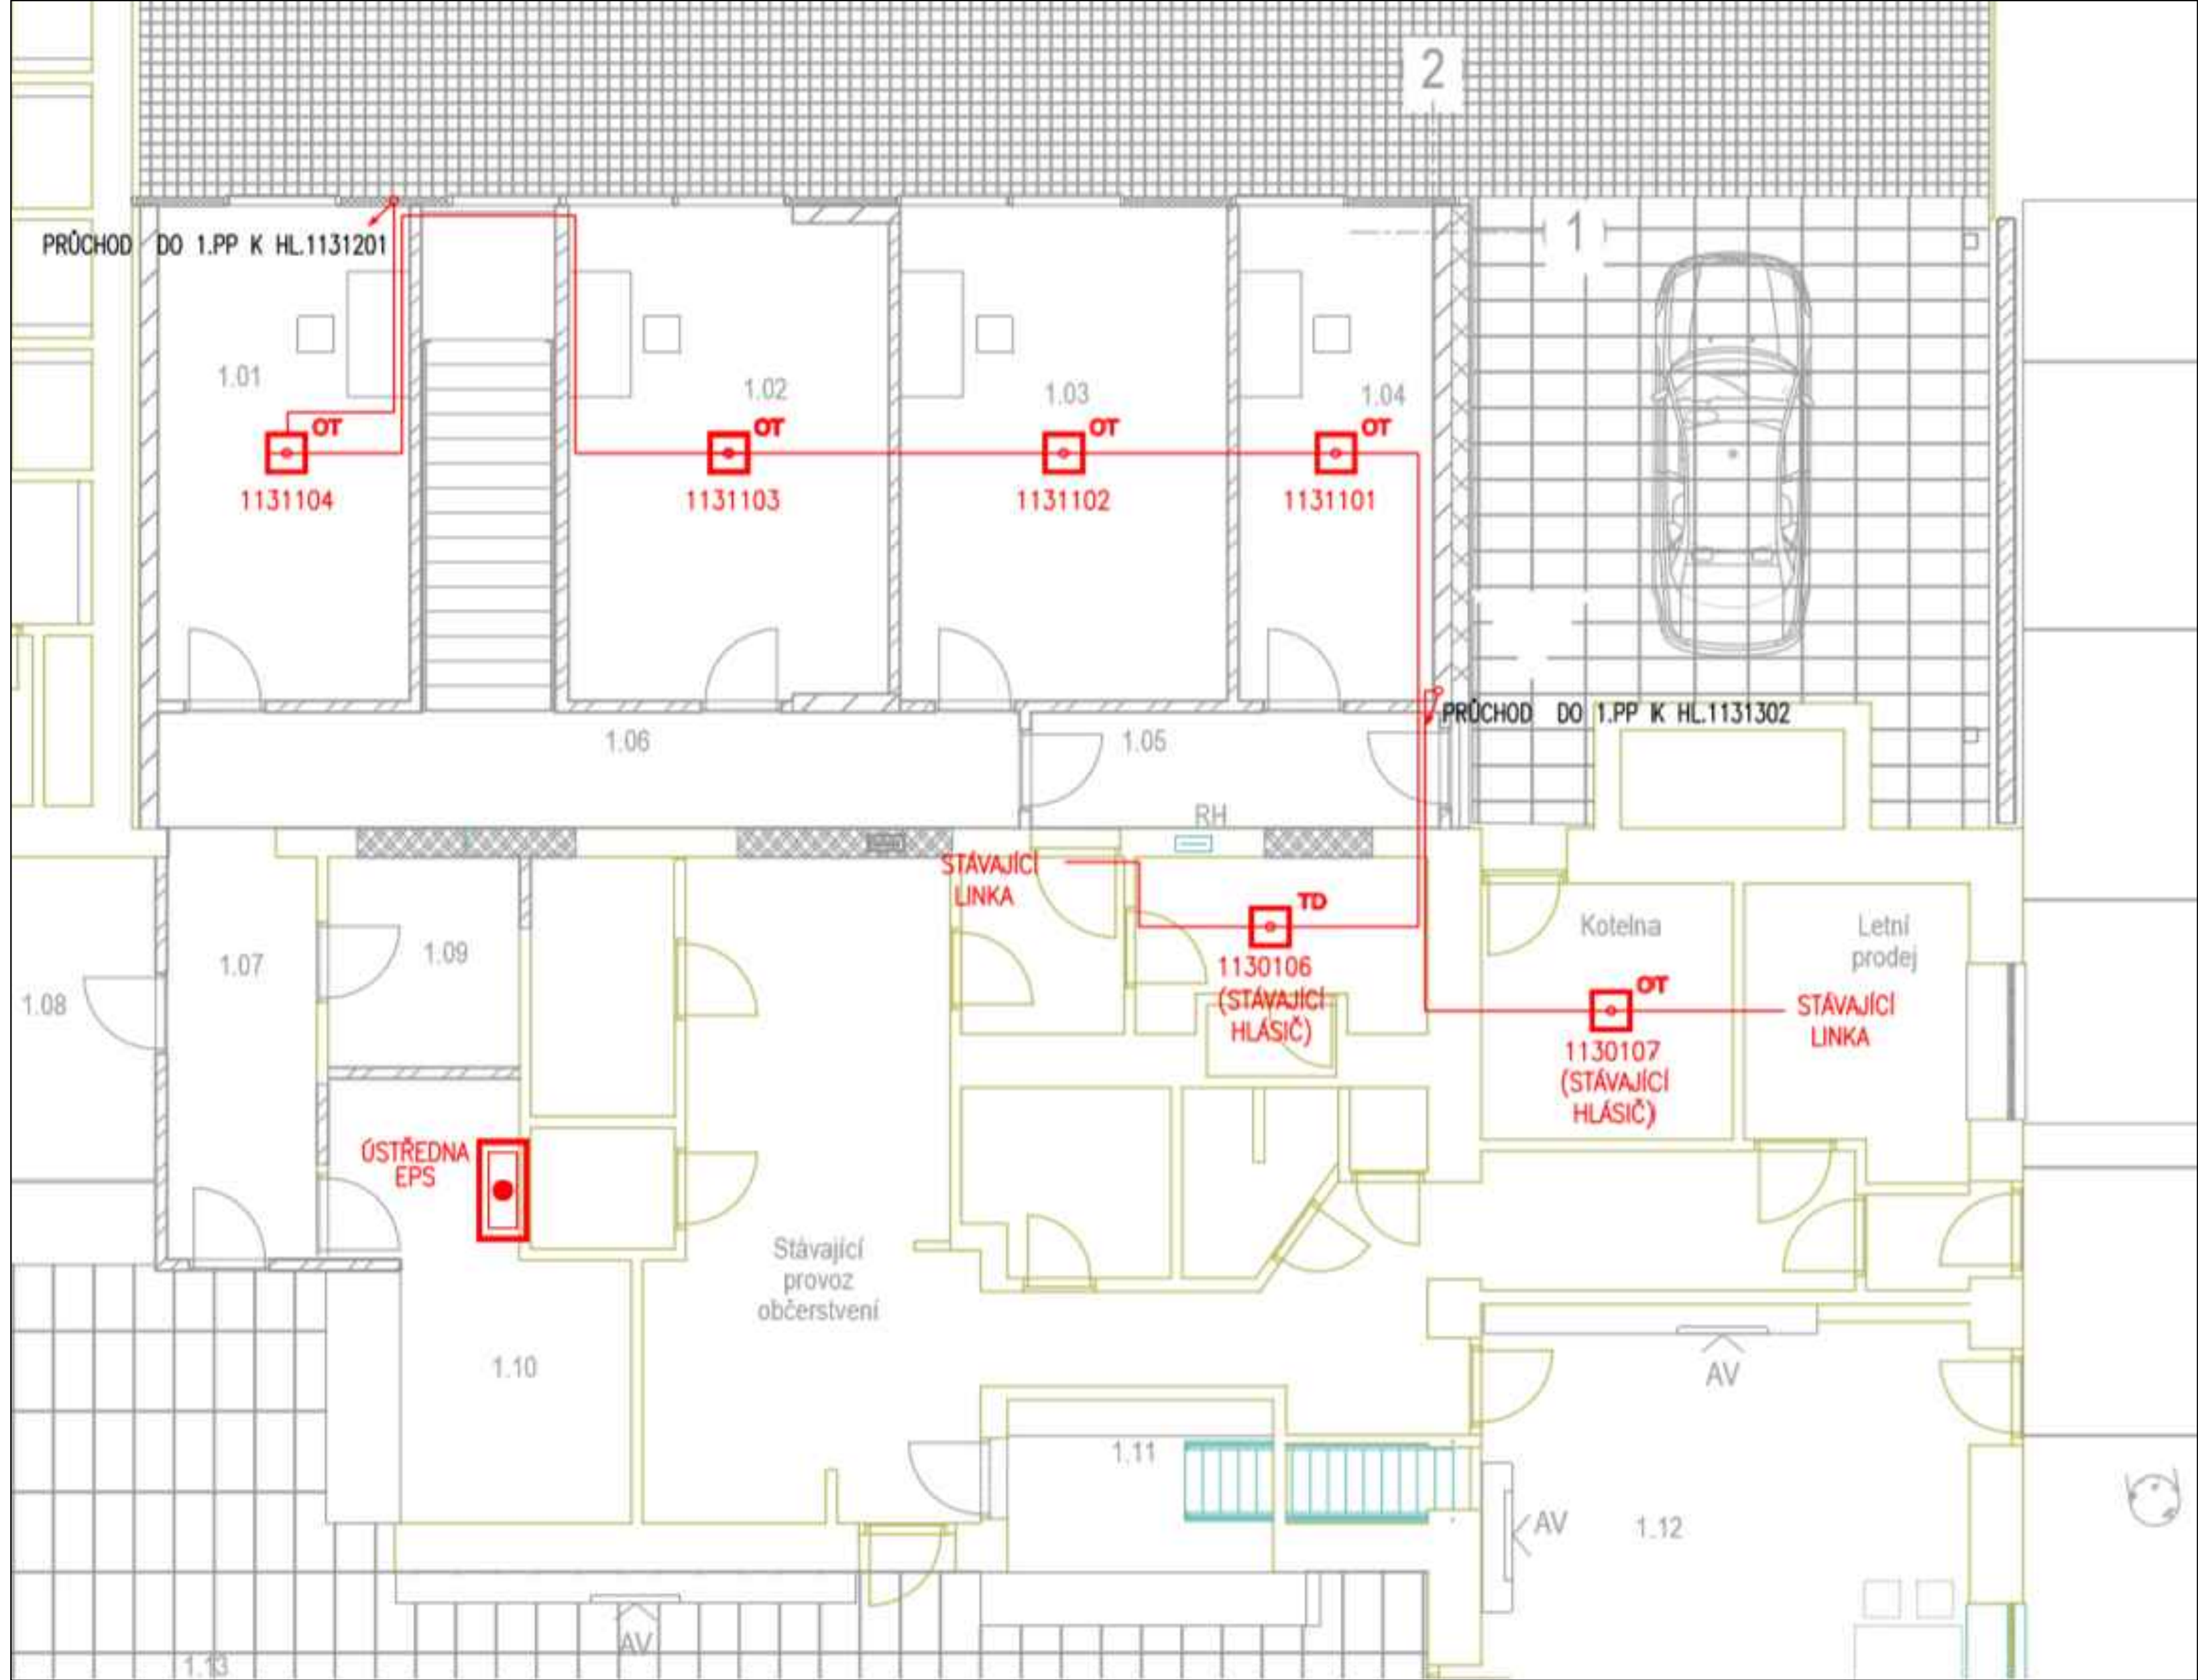 2
1
PRŮCHOD DO 1.PP K HL.1131201
1.01
1.02
1.03
1.04
OT
OT
OT
OT
1131104
1131103
1131102
1131101
PRŮCHOD DO 1.PP K HL.1131302
1.06
1.05
RH
STÁVAJÍCÍ
LINKA
TD
1130106
(STÁVAJÍCÍ
HLÁSIČ)
Kotelna
Letní
prodej
1.07
1.09
1.08
OT
STÁVAJÍCÍ
LINKA
1130107
(STÁVAJÍCÍ
HLÁSIČ)
ÚSTŘEDNA
EPS
Stávající
provoz
občerstvení
1.10
AV
1.11
AV
1.12
AV
1.13